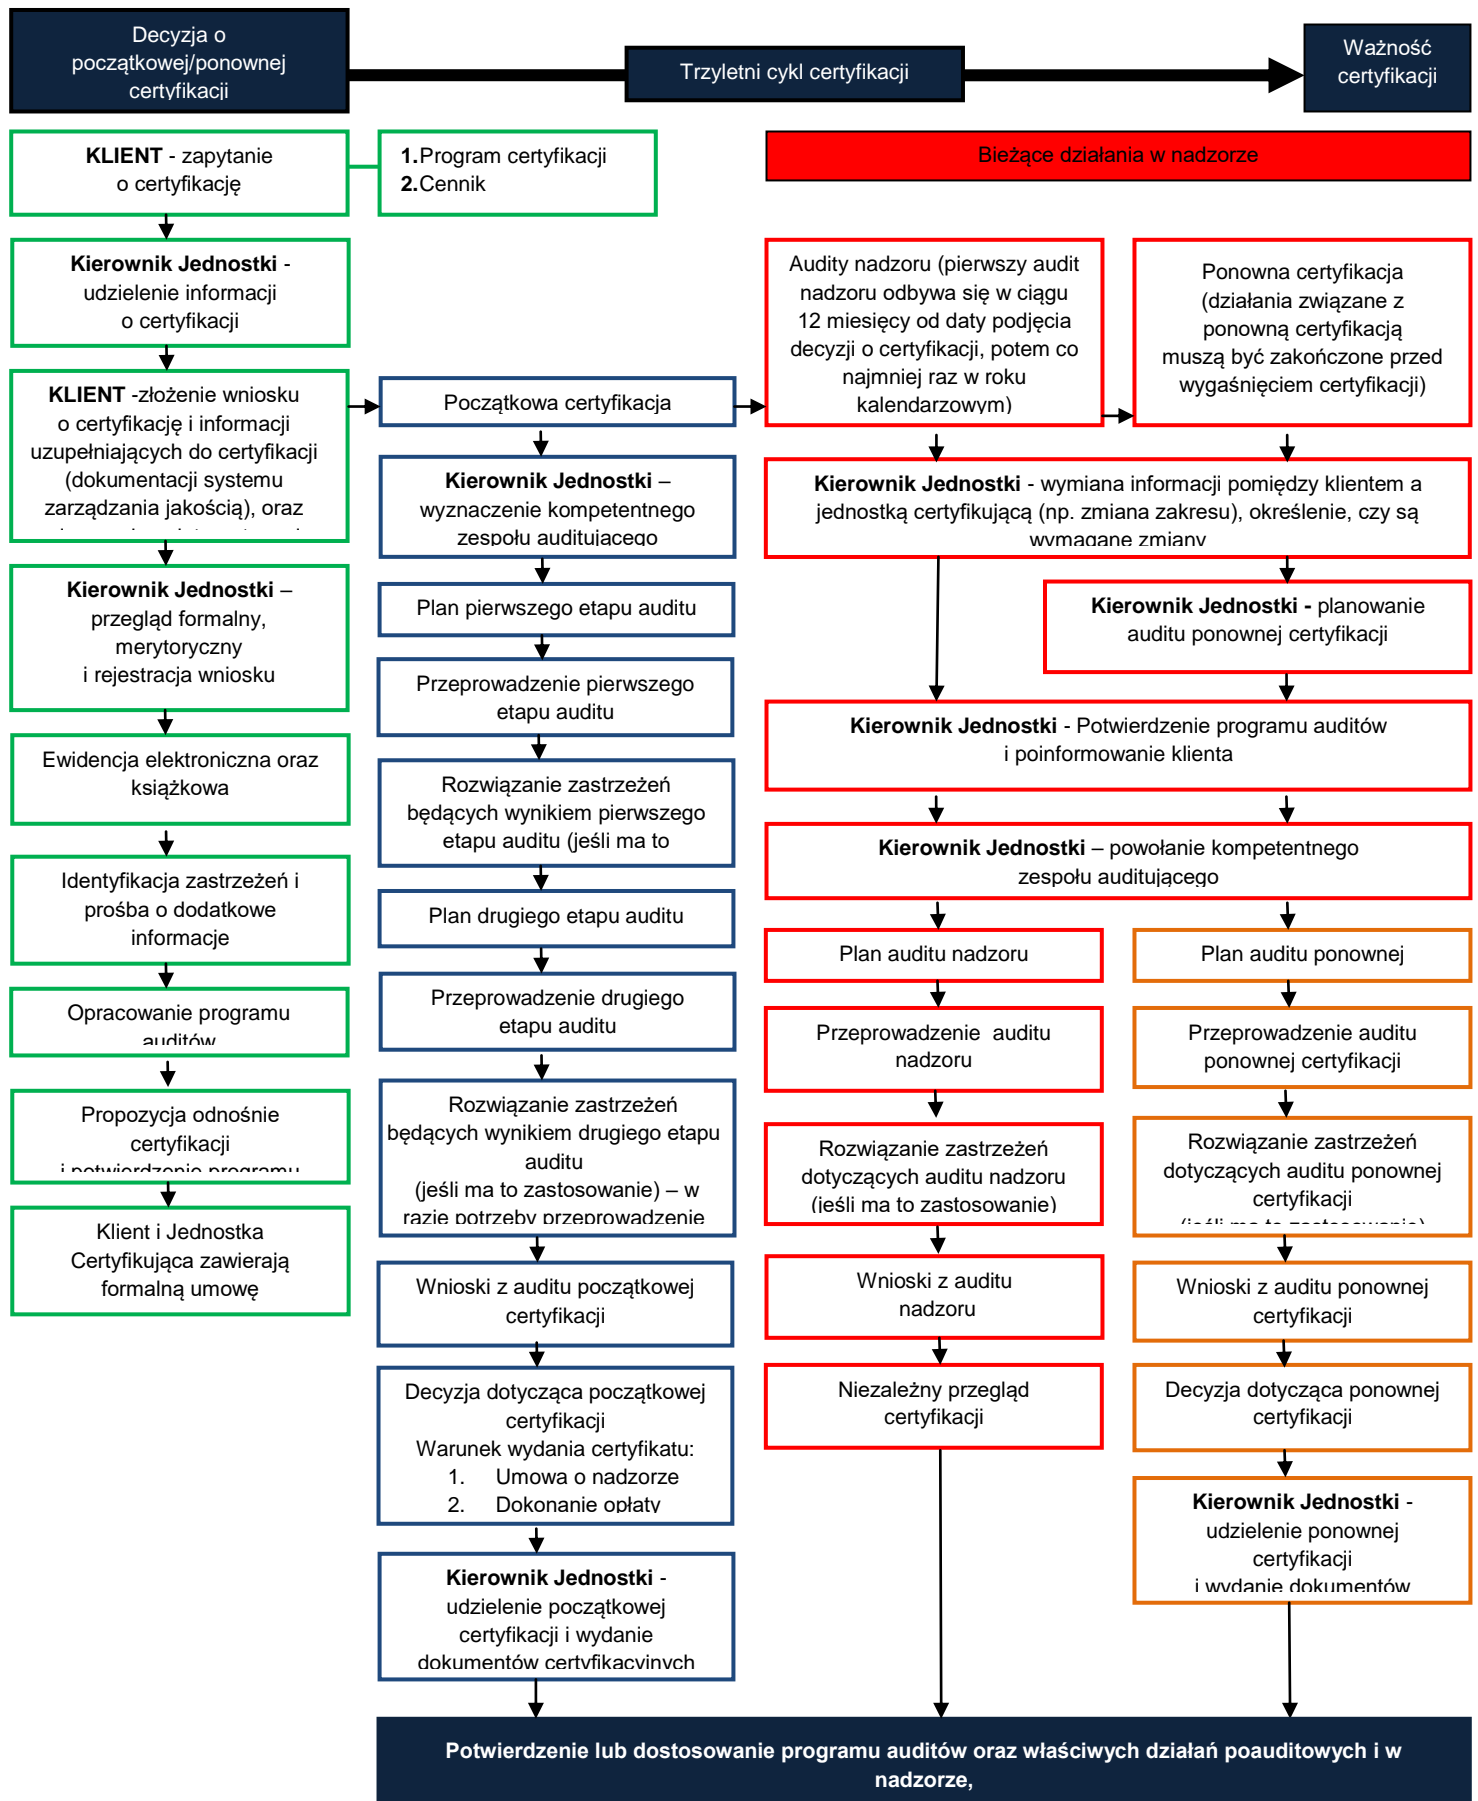 Decyzja o
początkowej/ponownej
certyfikacji
Trzyletni cykl certyfikacji
Ważność
certyfikacji
KLIENT - zapytanie
o certyfikację
1.Program certyfikacji
2.Cennik
Bieżące działania w nadzorze
Kierownik Jednostki -
udzielenie informacji
o certyfikacji
KLIENT -złożenie wniosku
o certyfikację i informacji
uzupełniających do certyfikacji
(dokumentacji systemu
zarządzania jakością), oraz
Kierownik Jednostki –
przegląd formalny,
merytoryczny
i rejestracja wniosku
Ewidencja elektroniczna oraz
książkowa
Identyfikacja zastrzeżeń i
prośba o dodatkowe
informacje
Opracowanie programu
auditów
Propozycja odnośnie
certyfikacji
i potwierdzenie programu
Klient i Jednostka
Certyfikująca zawierają
formalną umowę
Początkowa certyfikacja
Kierownik Jednostki –
wyznaczenie kompetentnego
zespołu auditującego
Plan pierwszego etapu auditu
Przeprowadzenie pierwszego
etapu auditu
Rozwiązanie zastrzeżeń
będących wynikiem pierwszego
etapu auditu (jeśli ma to
Plan drugiego etapu auditu
Przeprowadzenie drugiego
etapu auditu
Rozwiązanie zastrzeżeń
będących wynikiem drugiego etapu
auditu
(jeśli ma to zastosowanie) – w
razie potrzeby przeprowadzenie
Wnioski z auditu początkowej
certyfikacji
Decyzja dotycząca początkowej
certyfikacji
Warunek wydania certyfikatu:
1. Umowa o nadzorze
2. Dokonanie opłaty
Kierownik Jednostki -
udzielenie początkowej
certyfikacji i wydanie
dokumentów certyfikacyjnych
Audity nadzoru (pierwszy audit
nadzoru odbywa się w ciągu
12 miesięcy od daty podjęcia
decyzji o certyfikacji, potem co
najmniej raz w roku
kalendarzowym)
Ponowna certyfikacja
(działania związane z
ponowną certyfikacją
muszą być zakończone przed
wygaśnięciem certyfikacji)
Kierownik Jednostki - wymiana informacji pomiędzy klientem a
jednostką certyfikującą (np. zmiana zakresu), określenie, czy są
wymagane zmiany
Kierownik Jednostki - planowanie
auditu ponownej certyfikacji
Kierownik Jednostki - Potwierdzenie programu auditów
i poinformowanie klienta
Kierownik Jednostki – powołanie kompetentnego
zespołu auditującego
Plan auditu nadzoru
Przeprowadzenie auditu
nadzoru
Rozwiązanie zastrzeżeń
dotyczących auditu nadzoru
(jeśli ma to zastosowanie)
Wnioski z auditu
nadzoru
Niezależny przegląd
certyfikacji
Plan auditu ponownej
Przeprowadzenie auditu
ponownej certyfikacji
Rozwiązanie zastrzeżeń
dotyczących auditu ponownej
certyfikacji
(jeśli ma to zastosowanie)
Wnioski z auditu ponownej
certyfikacji
Decyzja dotycząca ponownej
certyfikacji
Kierownik Jednostki -
udzielenie ponownej
certyfikacji
i wydanie dokumentów
Potwierdzenie lub dostosowanie programu auditów oraz właściwych działań poauditowych i w
nadzorze,